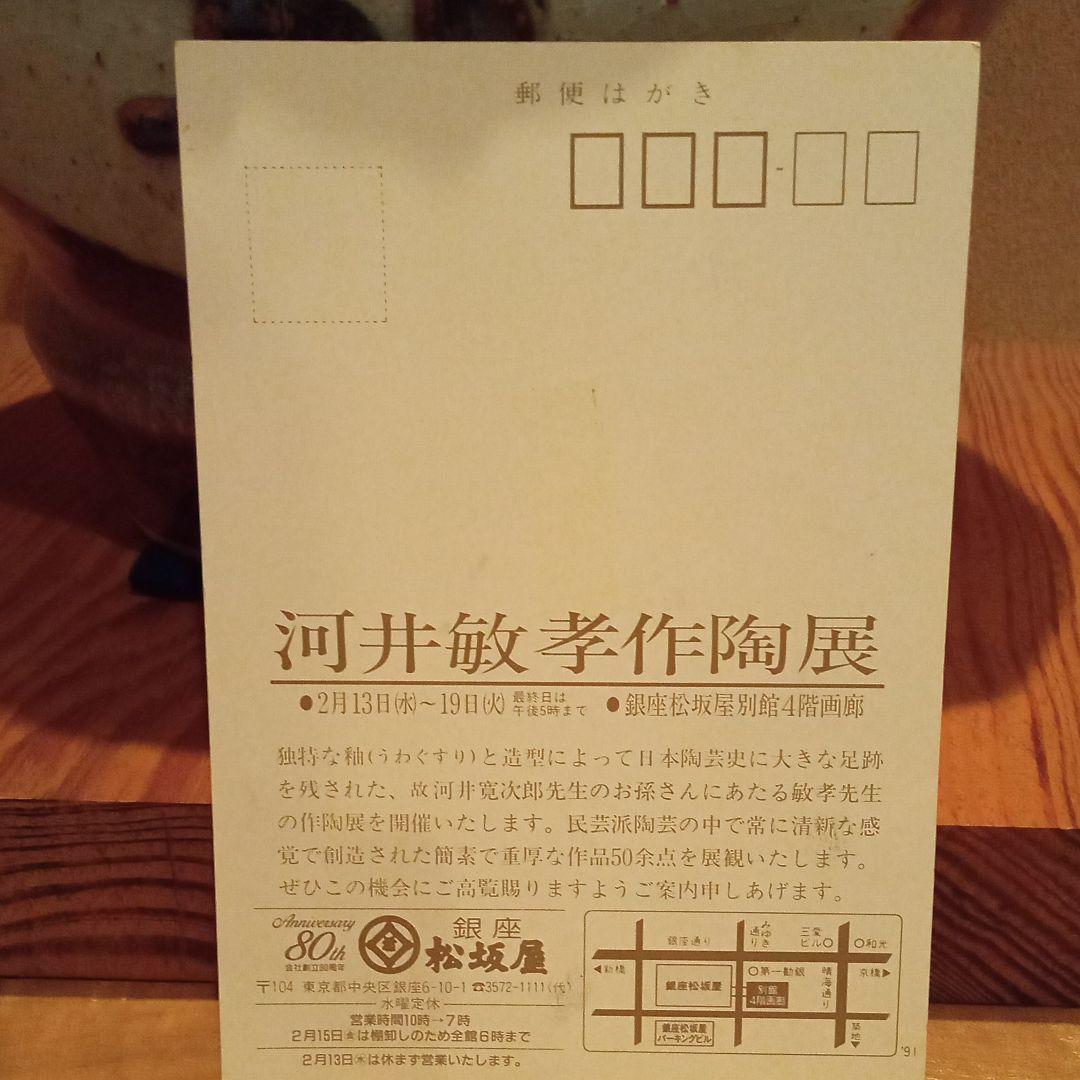 郵便はがき
河井敏孝作陶展
●2月13日(水)～19日(火) 最終日は午後5時まで ●銀座松坂屋別館4階画廊
独特な釉(うわぐすり)と造型によって日本陶芸史に大きな足跡
を残された、故河井寛次郎先生のお孫さんにあたる敏孝先生
の作陶展を開催いたします。民芸派陶芸の中で常に清新な感
覚で創造された簡素で重厚な作品50余点を展観いたします。
ぜひこの機会にご高覧賜りますようご案内申しあげます。
Anniversary
80th
会社創立80周年
銀座
松坂屋
〒104 東京都中央区銀座6-10-1 ☎3572-1111(代)
水曜定休
営業時間10時→7時
2月15日金は棚卸しのため全館6時まで
2月13日水は休まず営業いたします。
銀座通り
みゆき通り
三愛ビル
和光
新橋
銀座松坂屋
第一勧銀
別館4階画廊
晴海通り
京橋
銀座松坂屋パーキングビル
築地
'91